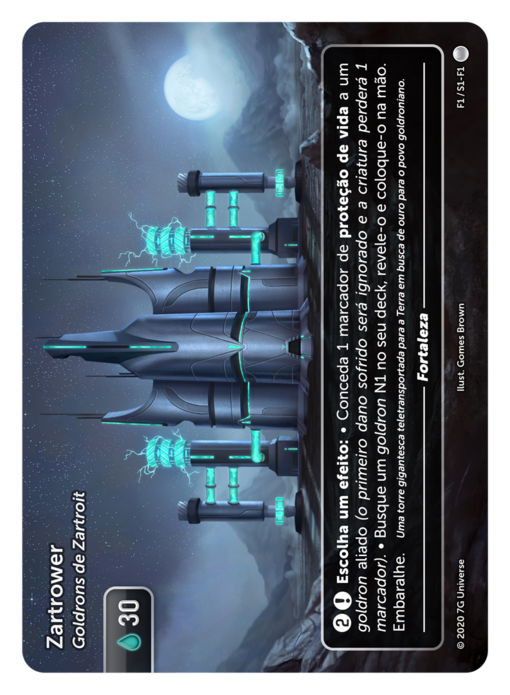 Zartrower
Goldrons de Zartroit
30
2 ! Escolha um efeito: • Conceda 1 marcador de proteção de vida a um
goldron aliado (o primeiro dano sofrido será ignorado e a criatura perderá 1
marcador). • Busque um goldron N1 no seu deck, revele-o e coloque-o na mão.
Embaralhe. Uma torre gigantesca teletransportada para a Terra em busca de ouro para o povo goldroniano.
Fortaleza
© 2020 7G Universe
Ilust. Gomes Brown
F1/S1-F1